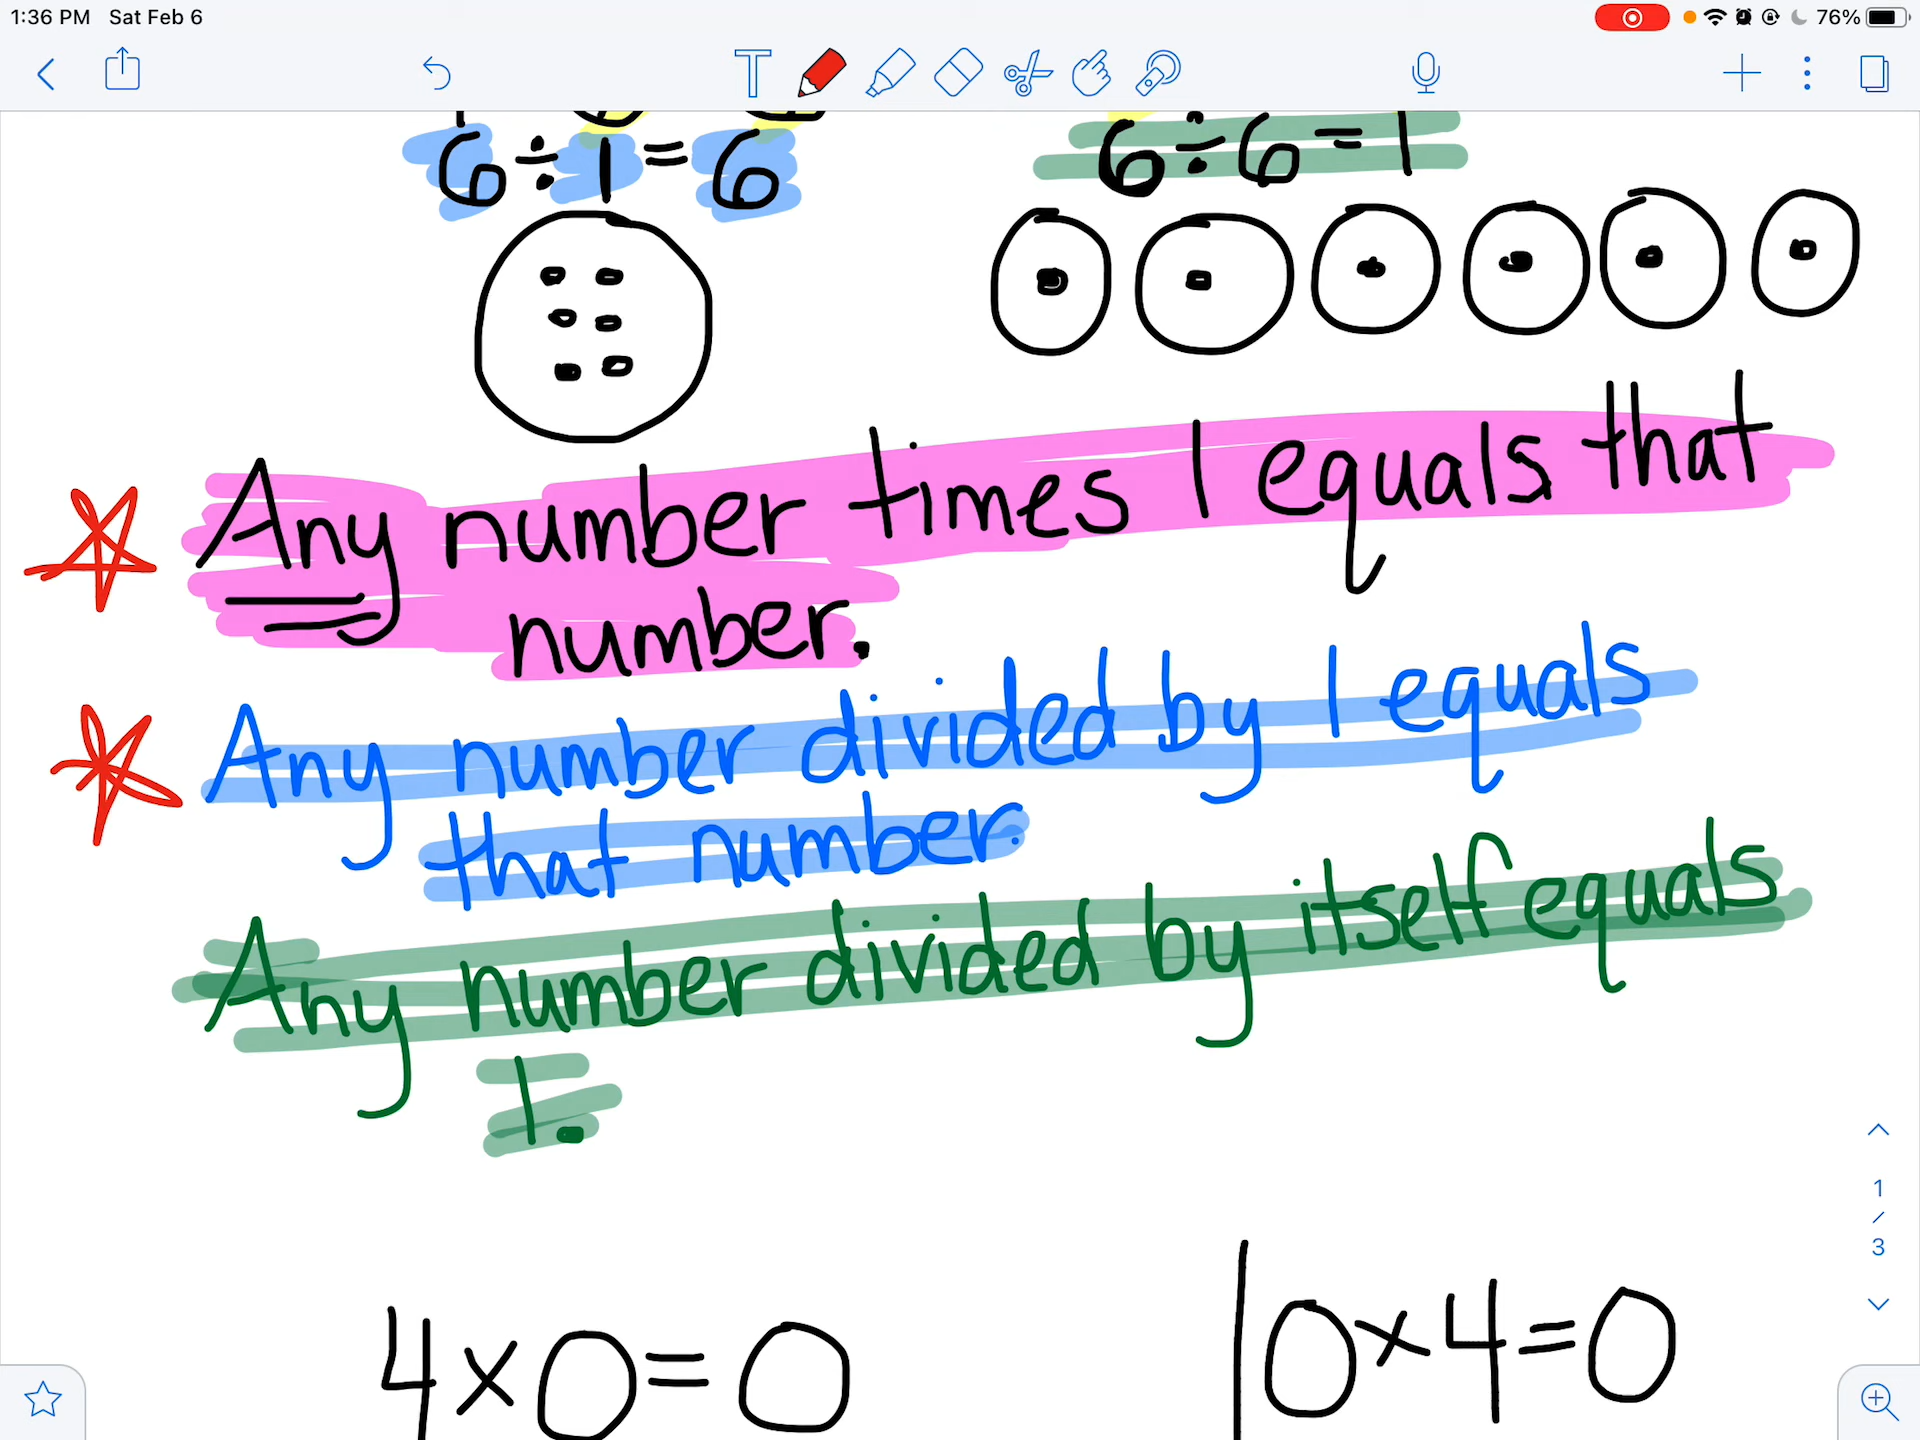 1:36 PM Sat Feb 6 76%
6÷1=6 6÷6=1
Any number times 1 equals that
number.
Any number divided by 1 equals
that number.
Any number divided by itself equals
1.
1
/
3
4×0=0 0×4=0